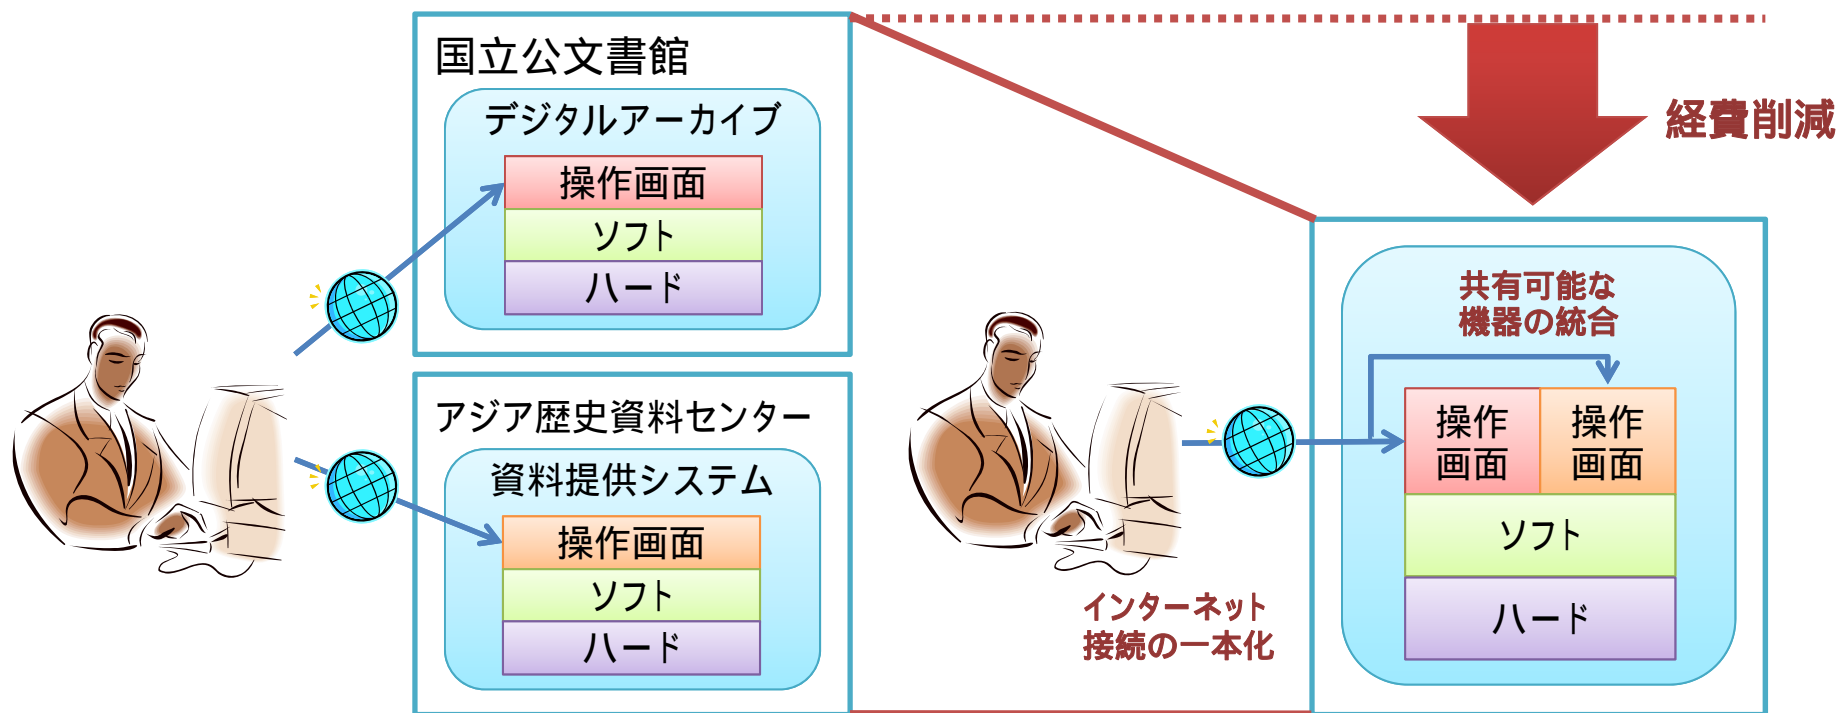 国立公文書館
デジタルアーカイブ
操作画面
ソフト
ハード
アジア歴史資料センター
資料提供システム
操作画面
ソフト
ハード
インターネット
接続の一本化
経費削減
共有可能な
機器の統合
操作
画面
操作
画面
ソフト
ハード